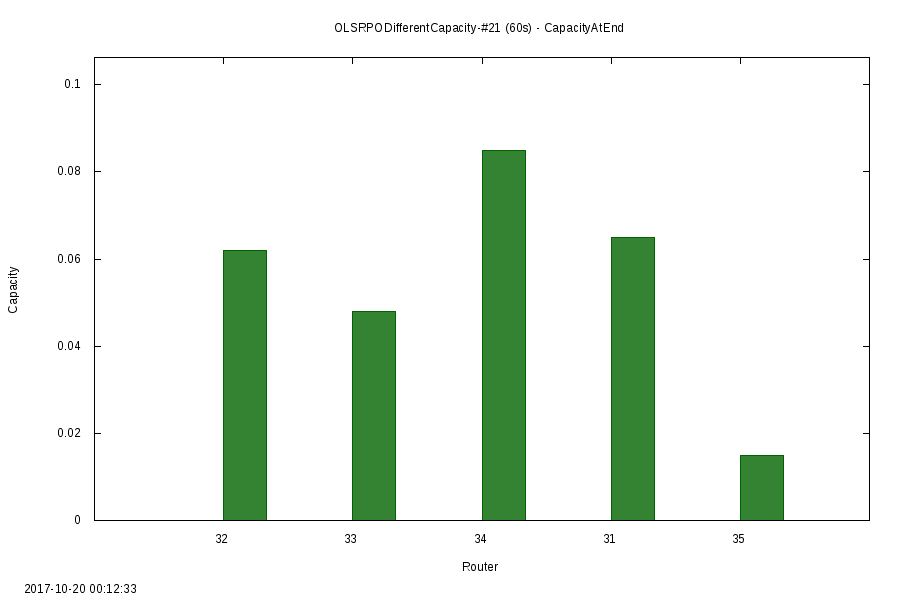 OLSRPODifferentCapacity-#21 (60s) - CapacityAtEnd
0.1
0.08
0.06
0.04
0.02
0
Capacity
32 33 34 31 35
Router
2017-10-20 00:12:33